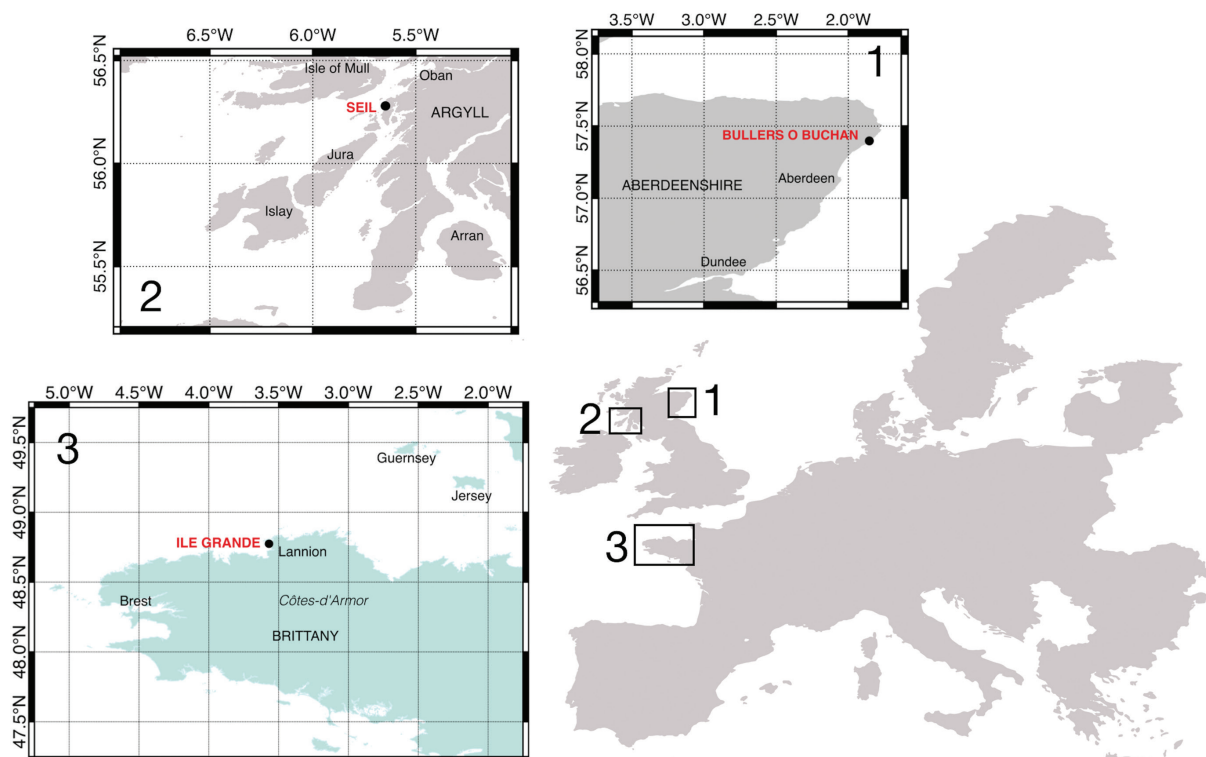 6.5°W 6.0°W 5.5°W
56.5°N
56.0°N
55.5°N
Isle of Mull
Oban
SEIL
ARGYLL
Jura
Islay
Arran
2
3.5°W 3.0°W 2.5°W 2.0°W
58.0°N
57.5°N
57.0°N
56.5°N
1
BULLERS O BUCHAN
ABERDEENSHIRE
Aberdeen
Dundee
5.0°W 4.5°W 4.0°W 3.5°W 3.0°W 2.5°W 2.0°W
49.5°N
49.0°N
48.5°N
48.0°N
47.5°N
3
Guernsey
Jersey
ILE GRANDE
Lannion
Brest
Côtes-d'Armor
BRITTANY
1
2
3